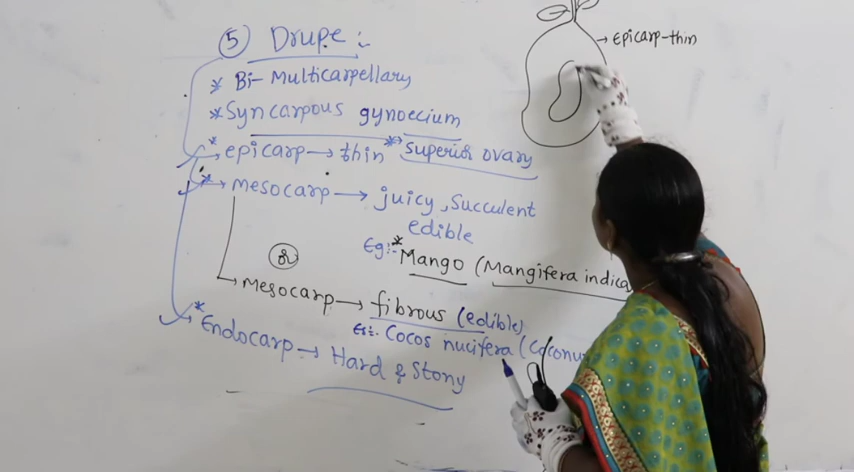 ⑤ Drupe :-
* Bi- Multicarpellary
* Syncarpous gynoecium
* superior ovary
* epicarp → thin
* mesocarp → juicy, Succulent
edible
Eg:- * Mango (Mangifera indica
(or)
Mesocarp → fibrous (edible)
Eg:- Cocos nucifera (Coconu
* Endocarp → Hard & Stony
→ Epicarp-thin